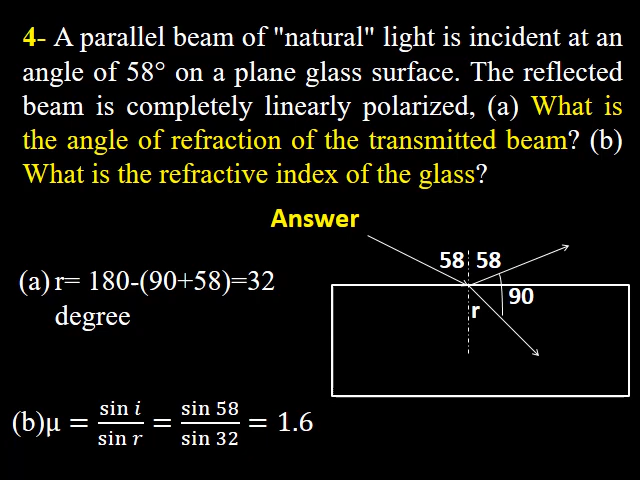 4- A parallel beam of "natural" light is incident at an
angle of 58° on a plane glass surface. The reflected
beam is completely linearly polarized, (a) What is
the angle of refraction of the transmitted beam? (b)
What is the refractive index of the glass?
Answer
58 58
(a) r= 180-(90+58)=32
degree
90
r
(b)μ = sin i / sin r = sin 58 / sin 32 = 1.6